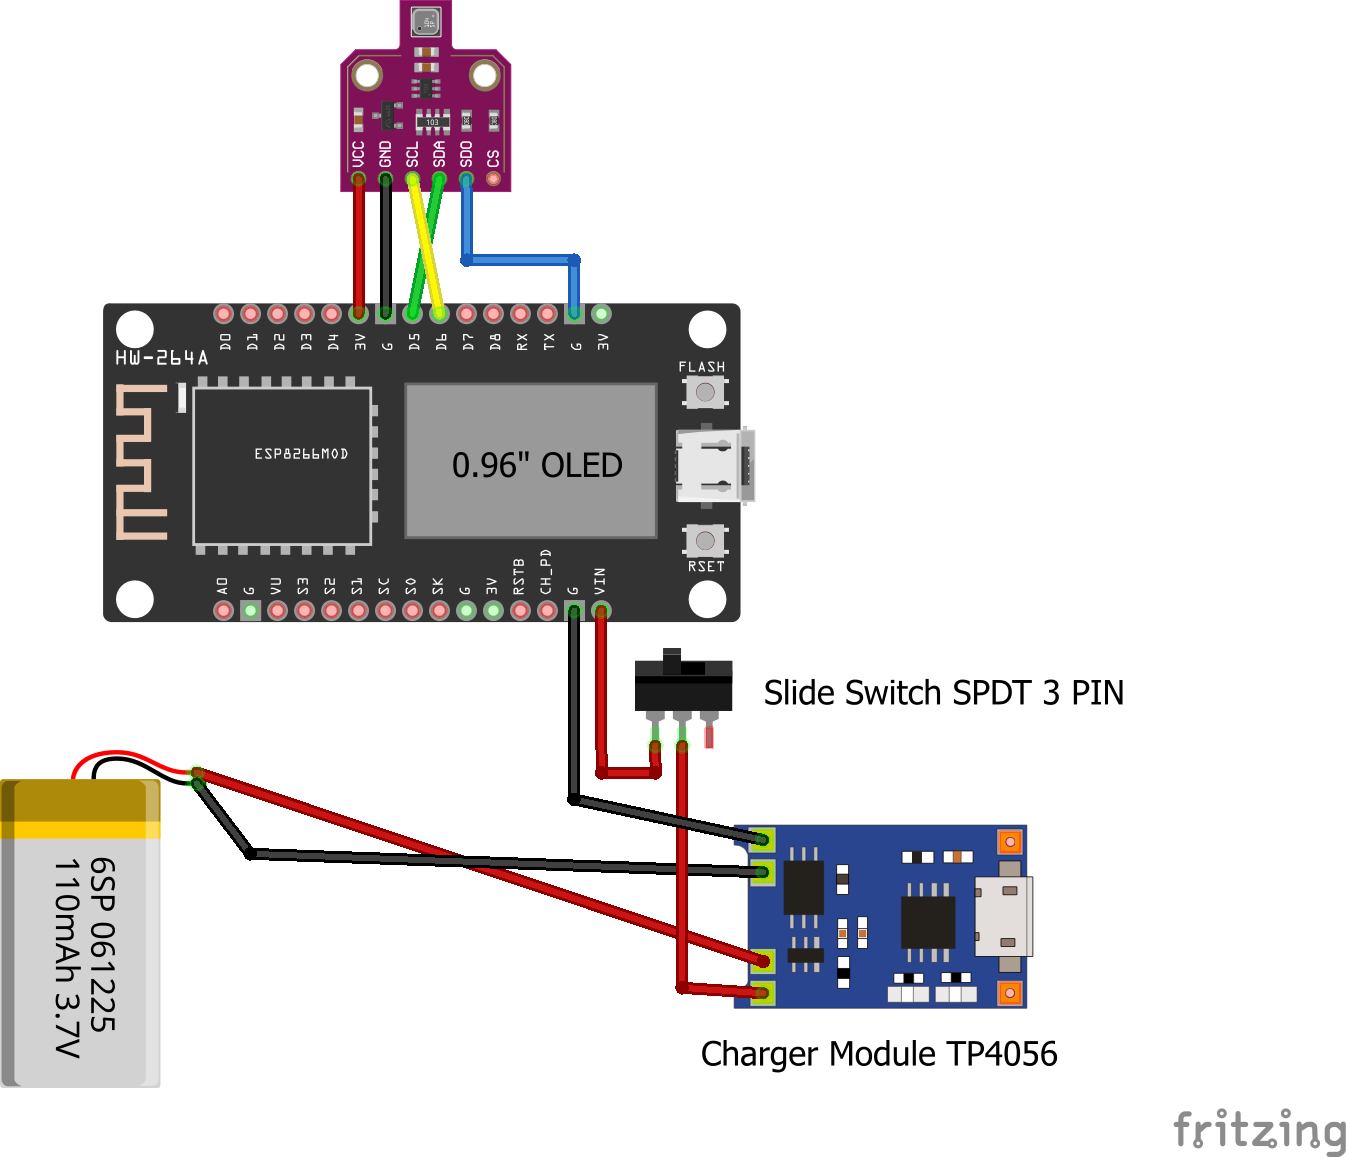 VCC GND SCL SDA SDO CS
103
D0 D1 D2 D3 D4 3V G D5 D6 D7 D8 RX TX G 3V
HW-264A
FLASH
ESP8266MOD
0.96" OLED
RSET
A0 G VU S3 S2 S1 SC S0 SK G 3V RSTB CH_PD G VIN
Slide Switch SPDT 3 PIN
6SP 061225
110mAh 3.7V
Charger Module TP4056
fritzing